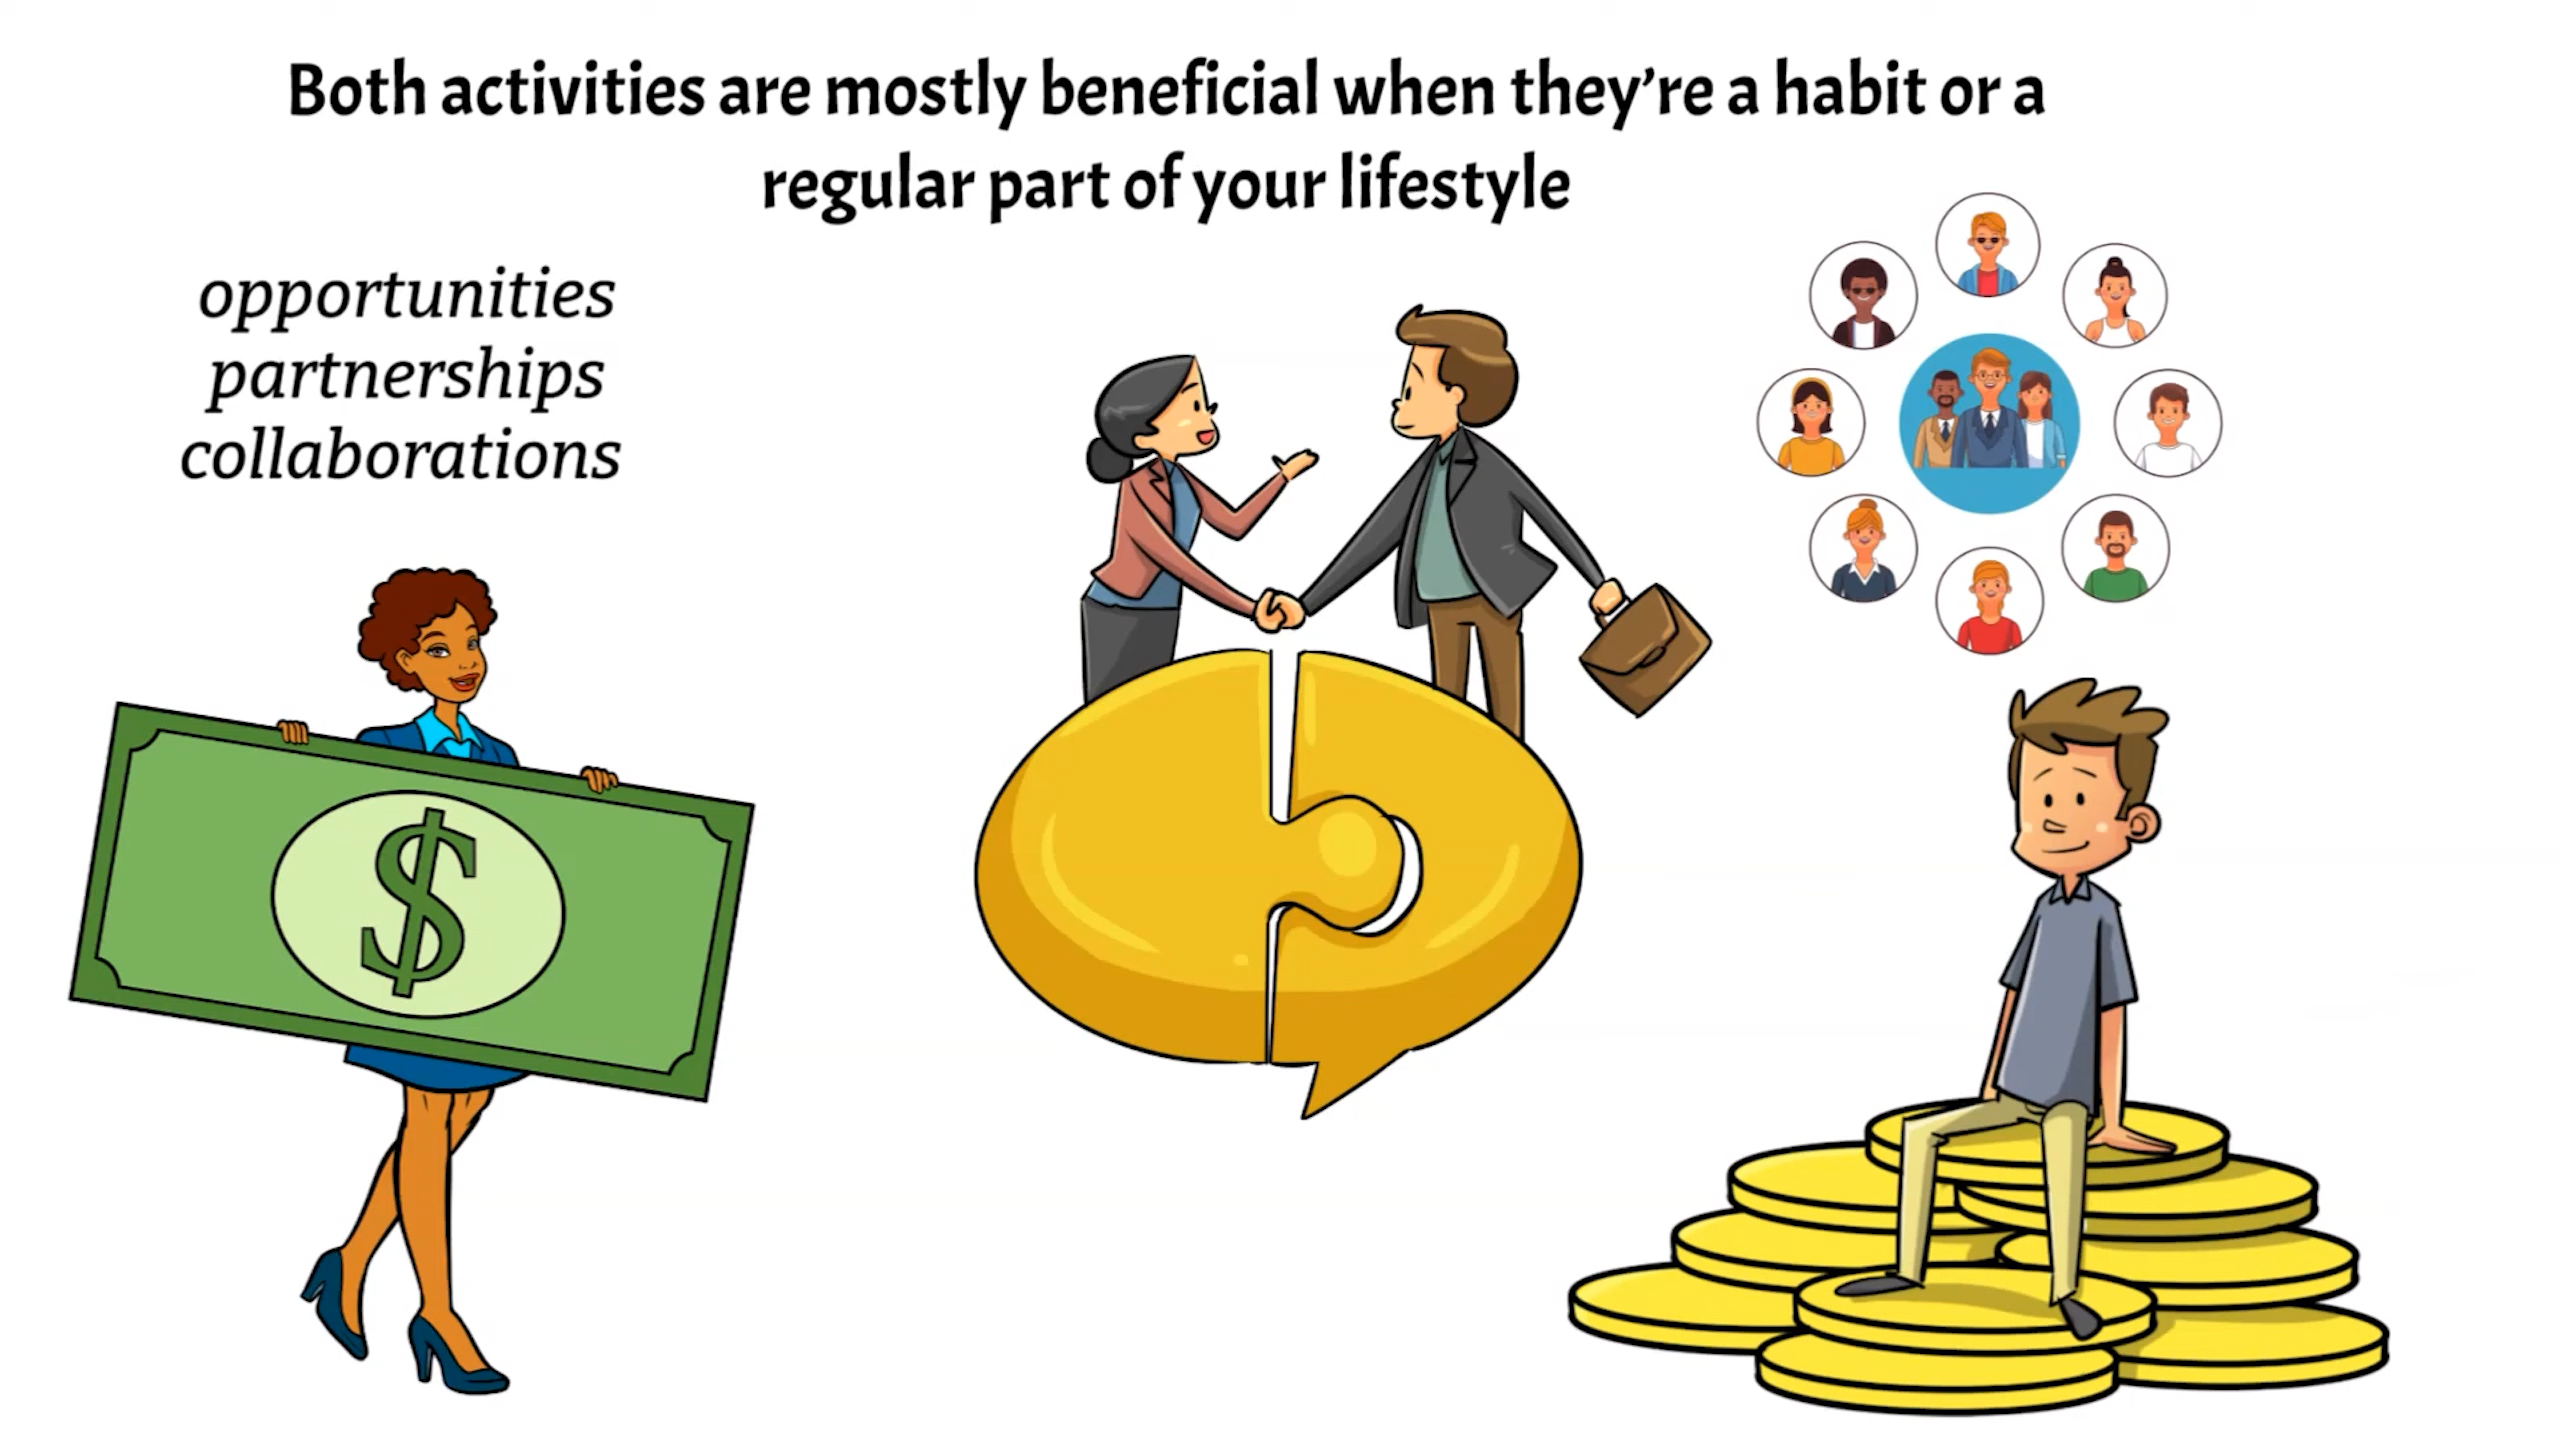 Both activities are mostly beneficial when they’re a habit or a
regular part of your lifestyle
opportunities
partnerships
collaborations
$